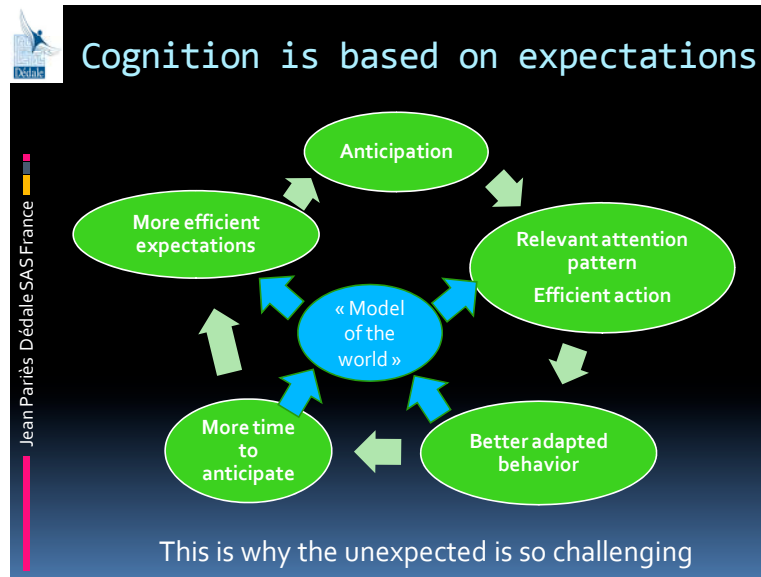 Dédale
Cognition is based on expectations
Anticipation
More efficient
expectations
Relevant attention
pattern
Efficient action
« Model
of the
world »
More time
to
anticipate
Better adapted
behavior
This is why the unexpected is so challenging
Jean Pariès Dédale SAS France